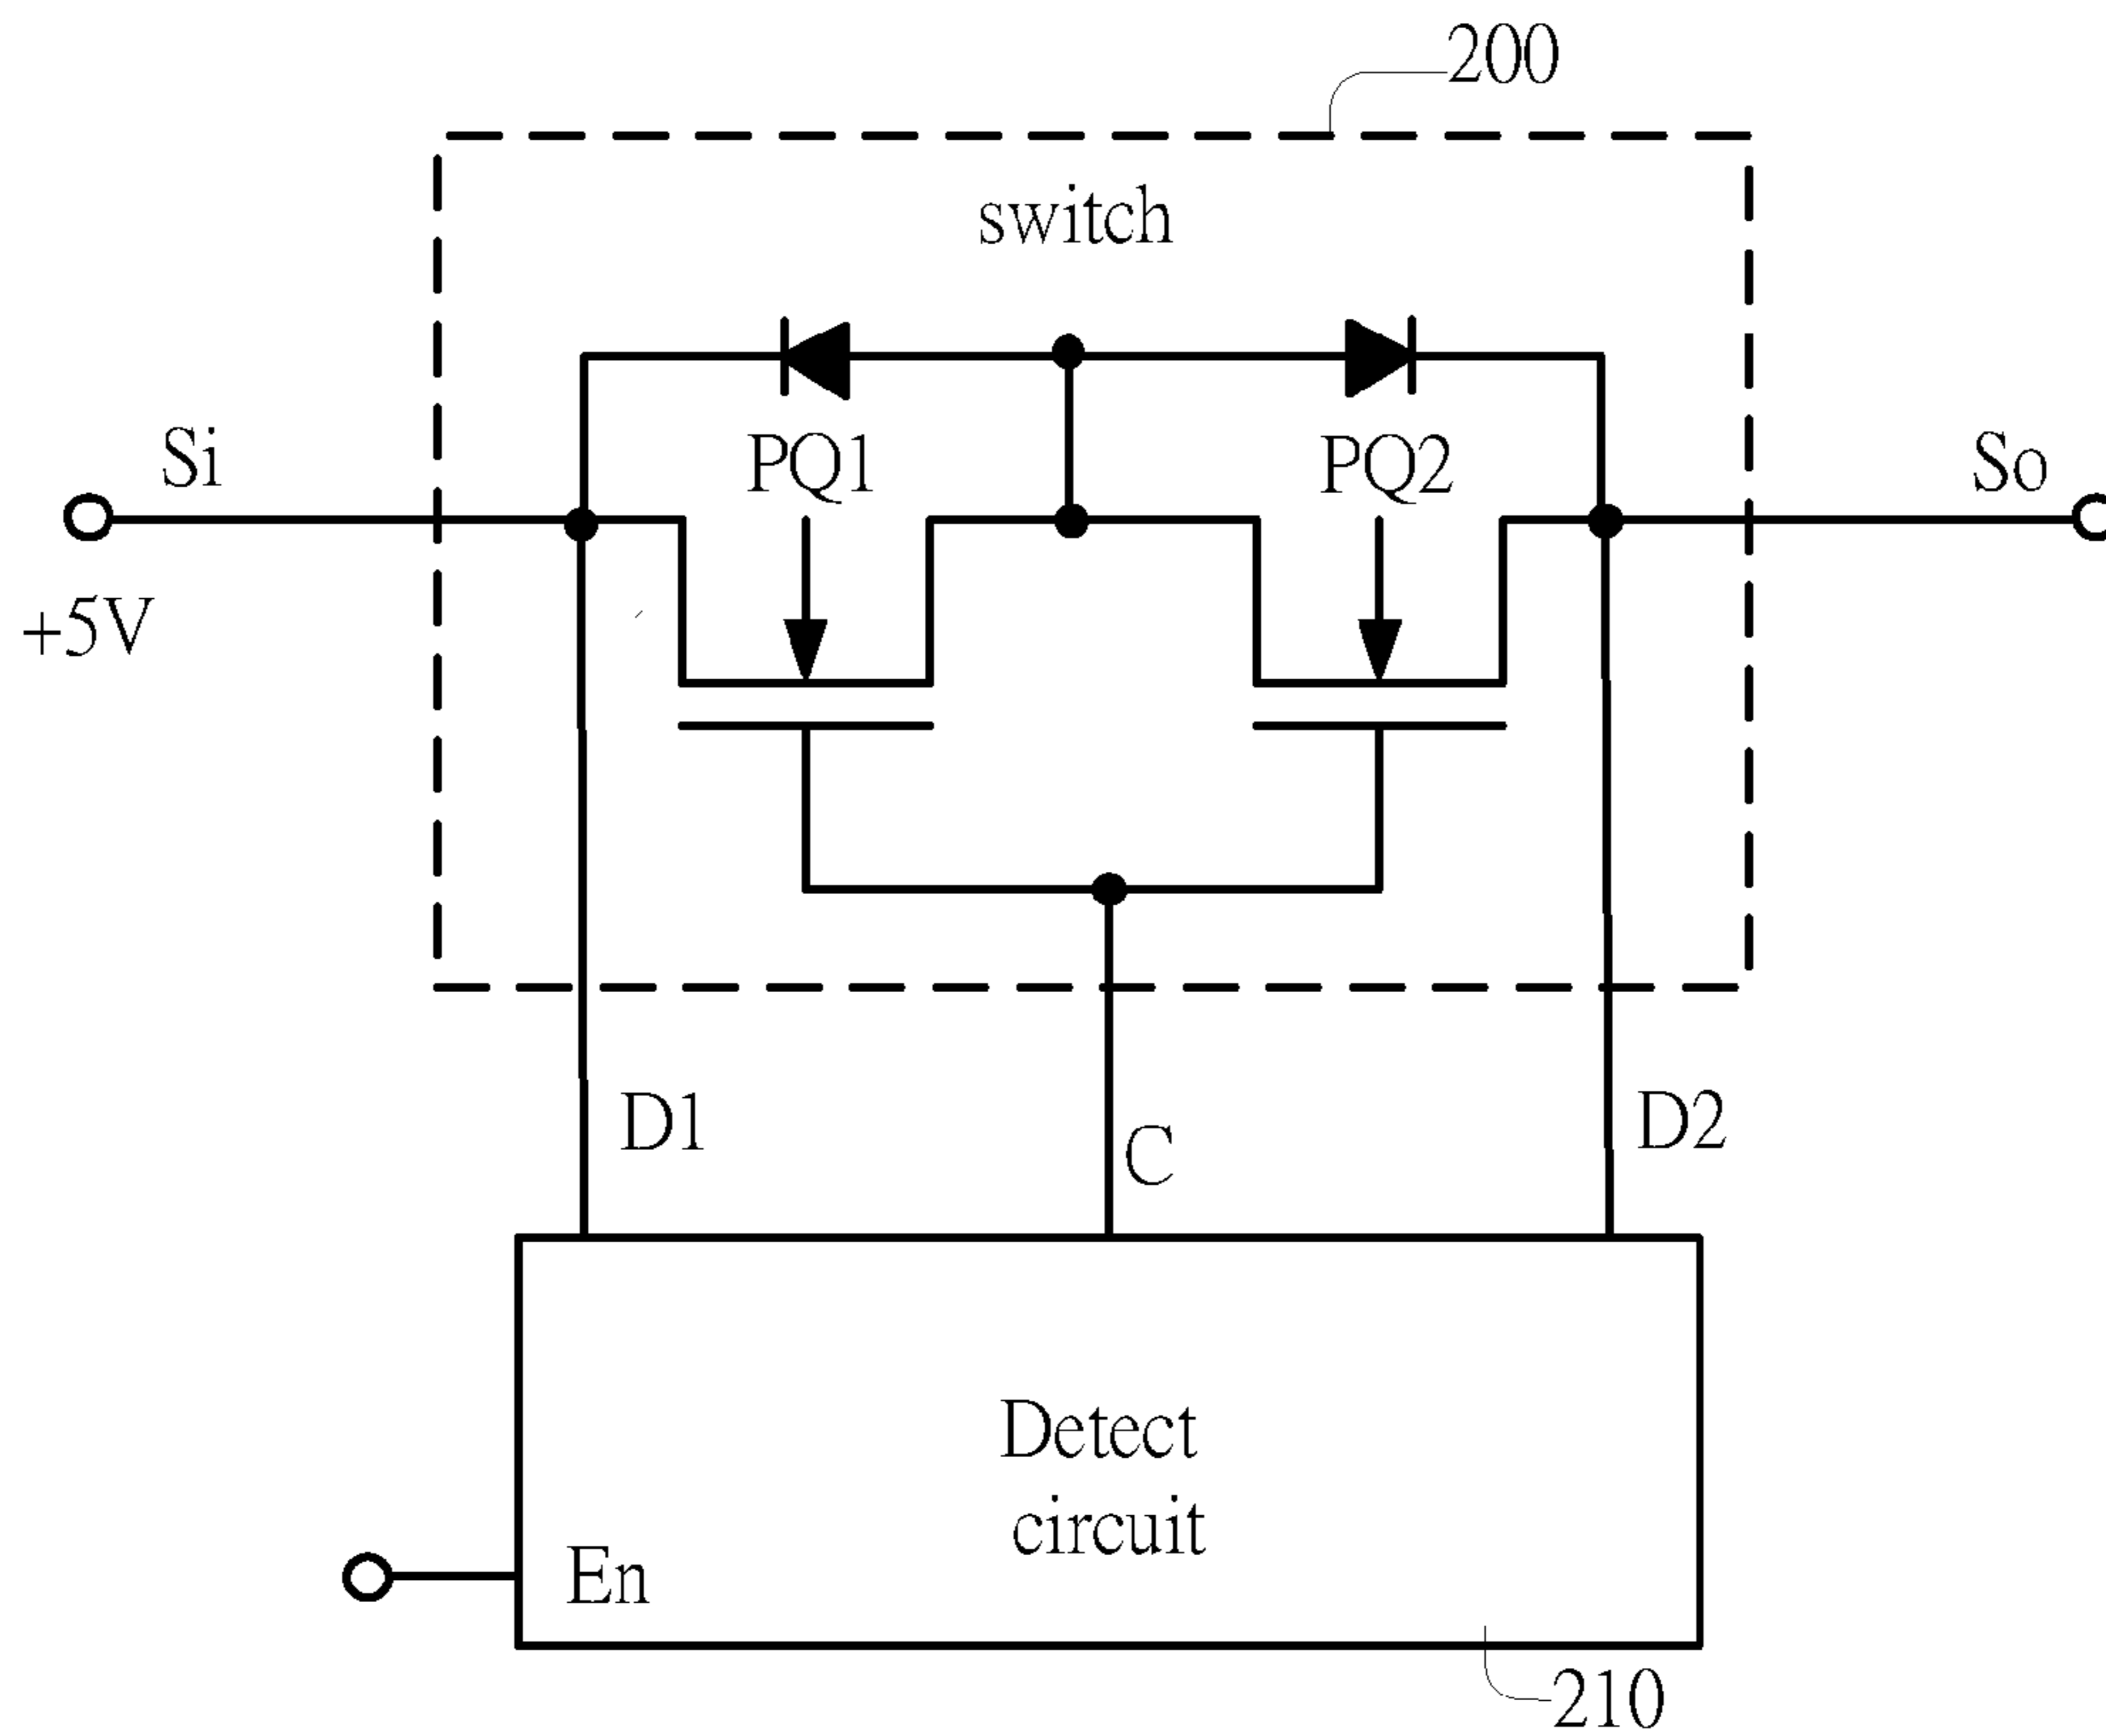 200
switch
PQ1
PQ2
Si
So
+5V
D1
C
D2
Detect
circuit
En
210